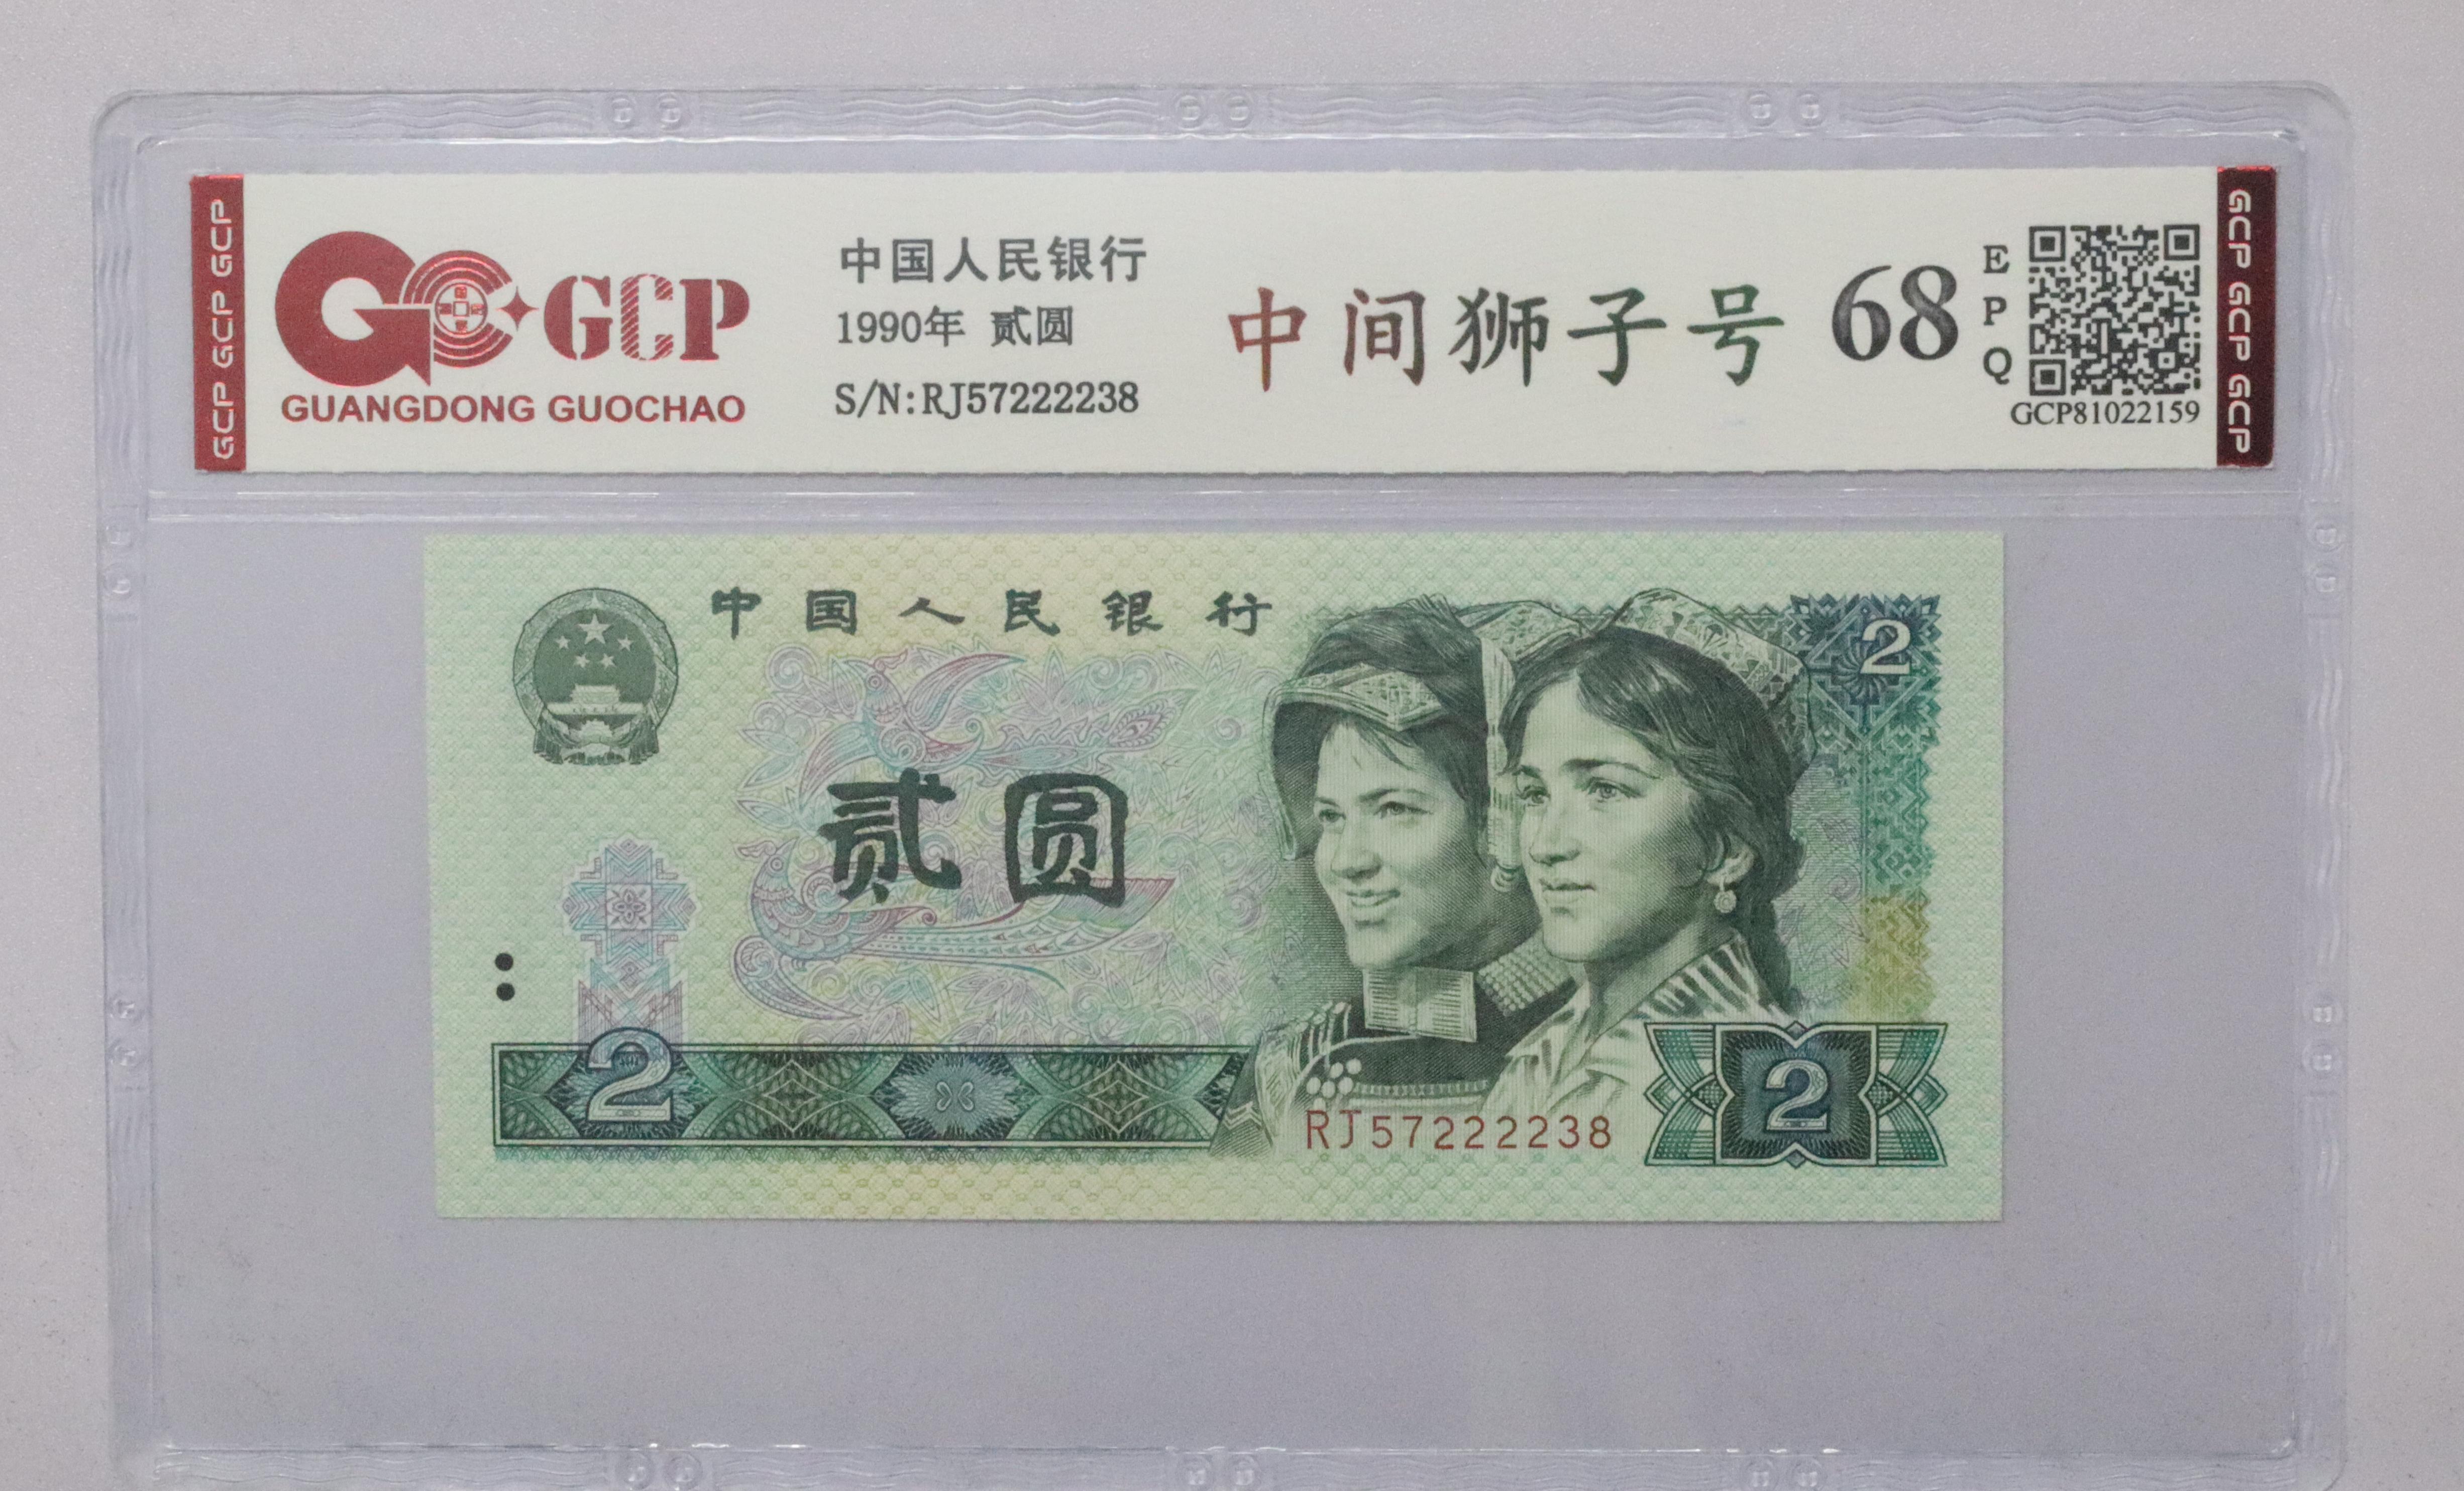 GCP GCP GCP
GCP
GUANGDONG GUOCHAO
中国人民银行
1990年 贰圆
S/N:RJ57222238
中间狮子号
68
EPQ
GCP81022159
GCP GCP GCP
中国人民银行
2
贰圆
2
RJ57222238
2